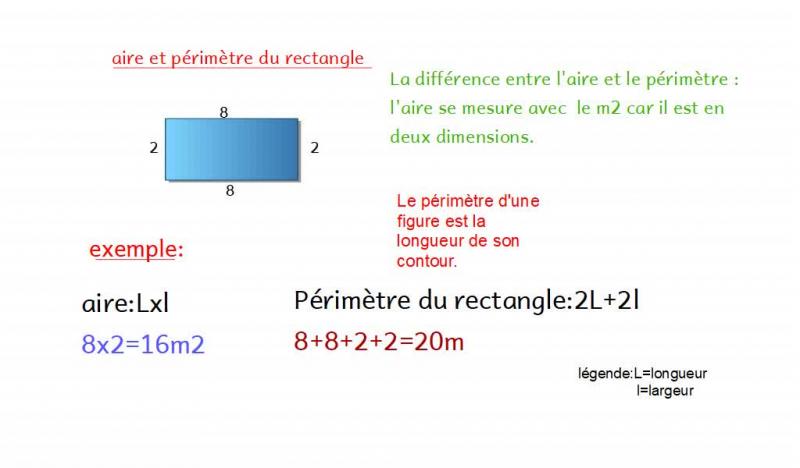 aire et périmètre du rectangle
La différence entre l'aire et le périmètre :
l'aire se mesure avec le m2 car il est en
deux dimensions.
8
2
2
8
Le périmètre d'une
figure est la
longueur de son
contour.
exemple:
aire:Lxl
8x2=16m2
Périmètre du rectangle:2L+2l
8+8+2+2=20m
légende:L=longueur
l=largeur